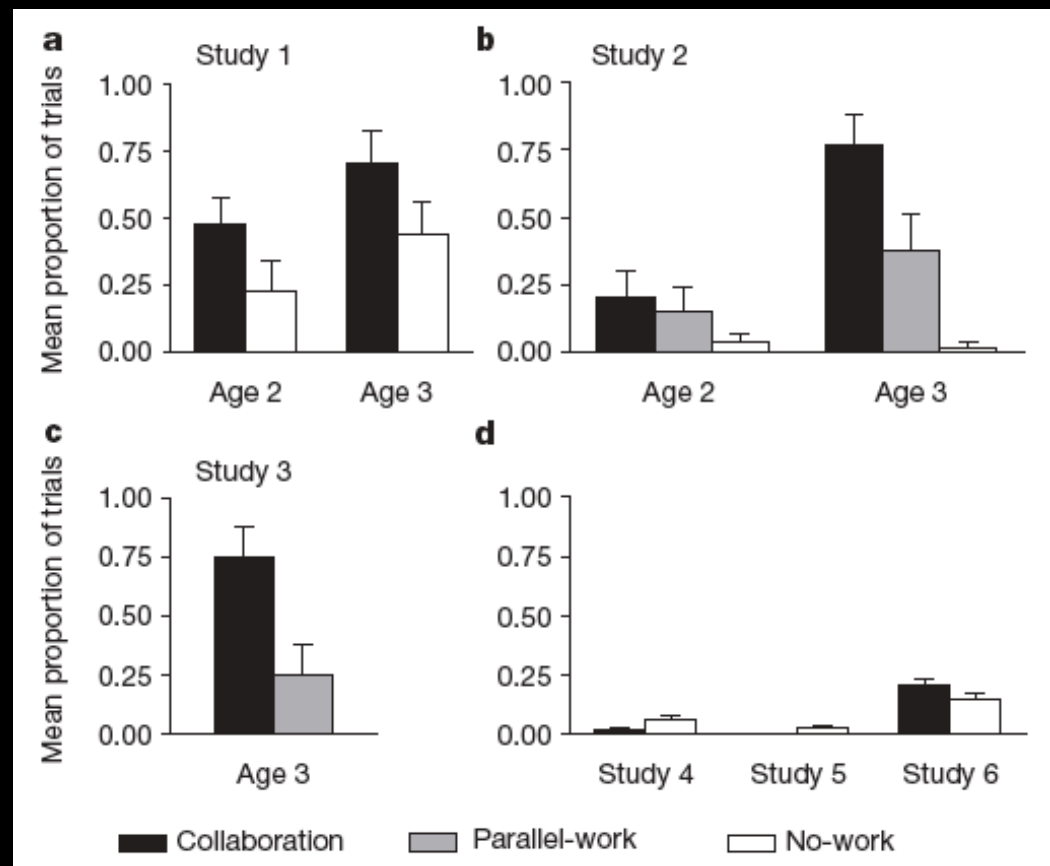 a
Study 1
Mean proportion of trials
1.00
0.75
0.50
0.25
0.00
Age 2 Age 3
b
Study 2
1.00
0.75
0.50
0.25
0.00
Age 2 Age 3
c
Study 3
Mean proportion of trials
1.00
0.75
0.50
0.25
0.00
Age 3
d
1.00
0.75
0.50
0.25
0.00
Study 4 Study 5 Study 6
Collaboration Parallel-work No-work